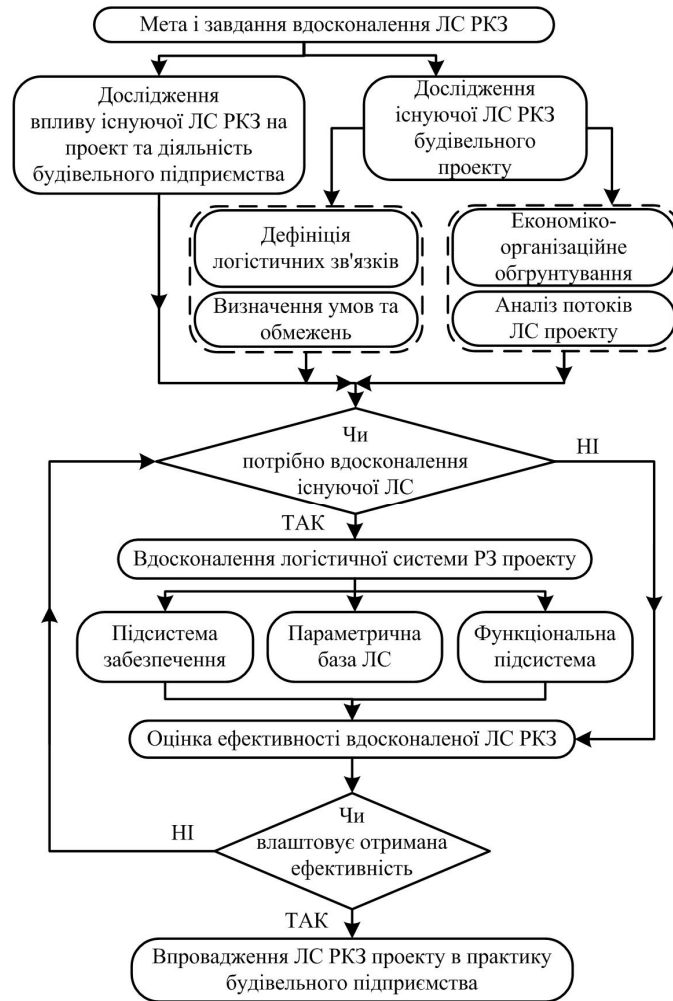 Мета і завдання вдосконалення ЛС РКЗ
Дослідження
впливу існуючої ЛС РКЗ на
проект та діяльність
будівельного підприємства
Дослідження
існуючої ЛС РКЗ
будівельного
проекту
Дефініція
логістичних зв'язків
Визначення умов та
обмежень
Економіко-
організаційне
обгрунтування
Аналіз потоків
ЛС проекту
Чи
потрібно вдосконалення
існуючої ЛС
НІ
ТАК
Вдосконалення логістичної системи РЗ проекту
Підсистема
забезпечення
Параметрична
база ЛС
Функціональна
підсистема
Оцінка ефективності вдосконаленої ЛС РКЗ
Чи
влаштовує отримана
ефективність
НІ
ТАК
Впровадження ЛС РКЗ проекту в практику
будівельного підприємства